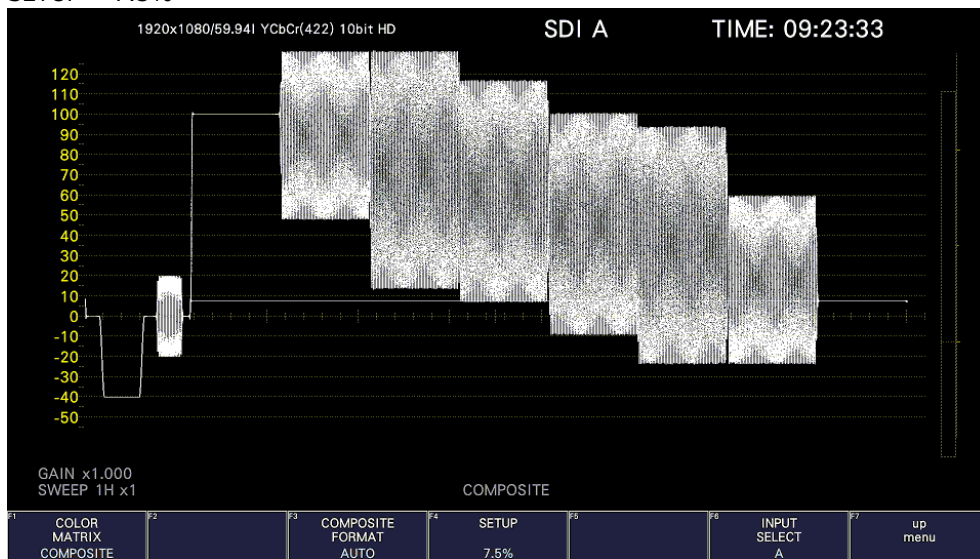 1920x1080/59.94I YCbCr(422) 10bit HD SDI A TIME: 09:23:33
120
110
100
90
80
70
60
50
40
30
20
10
0
-10
-20
-30
-40
-50
GAIN x1.000
SWEEP 1H x1 COMPOSITE
F1 COLOR MATRIX COMPOSITE
F2
F3 COMPOSITE FORMAT AUTO
F4 SETUP 7.5%
F5
F6 INPUT SELECT A
F7 up menu